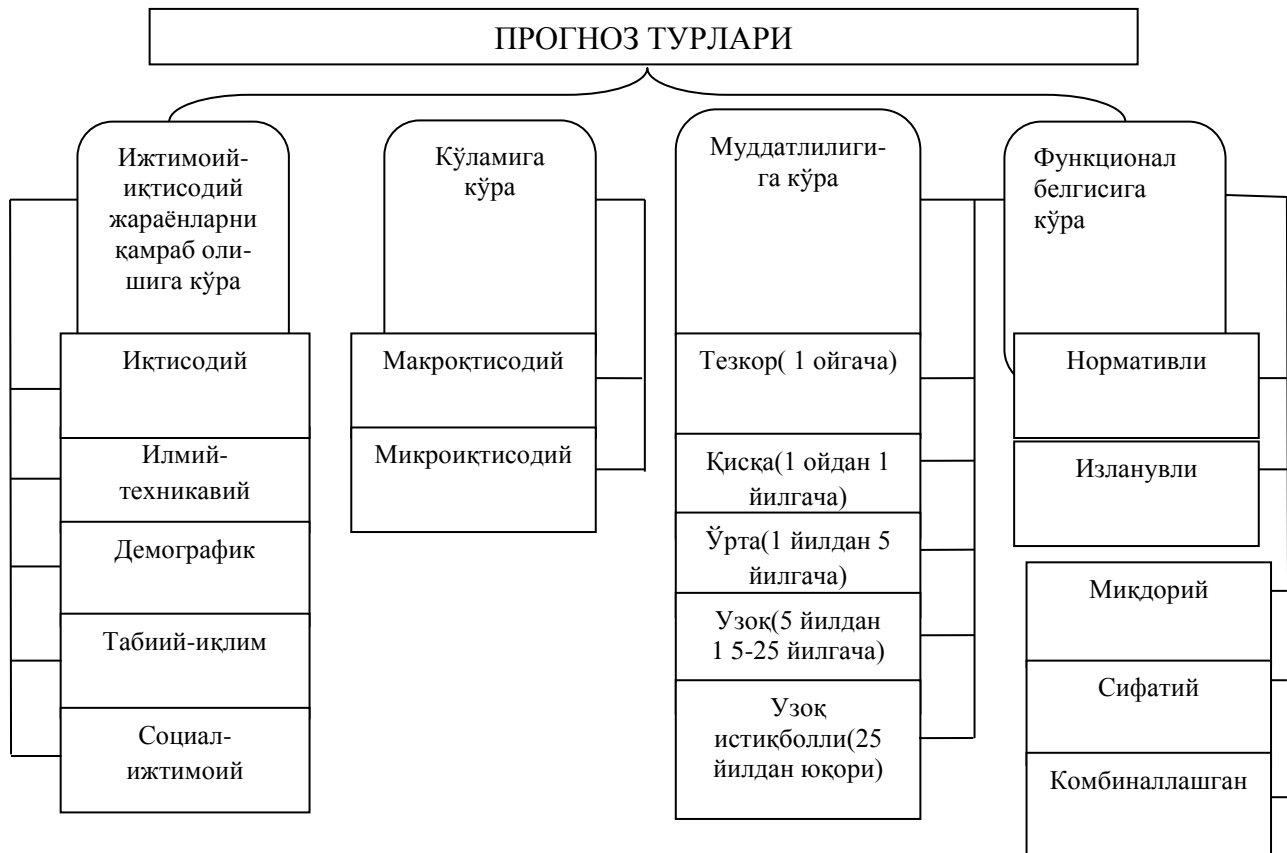 ПРОГНОЗ ТУРЛАРИ
Ижтимоий-
иқтисодий
жараёнларни
қамраб оли-
шига кўра
Иқтисодий
Илмий-
техникавий
Демографик
Табиий-иқлим
Социал-
ижтимоий
Кўламига
кўра
Макроқтисодий
Микроиқтисодий
Муддатлилиги-
га кўра
Тезкор( 1 ойгача)
Қисқа(1 ойдан 1
йилгача)
Ўрта(1 йилдан 5
йилгача)
Узоқ(5 йилдан
1 5-25 йилгача)
Узоқ
истиқболли(25
йилдан юқори)
Функционал
белгисига
кўра
Нормативли
Изланувли
Миқдорий
Сифатий
Комбиналлашган